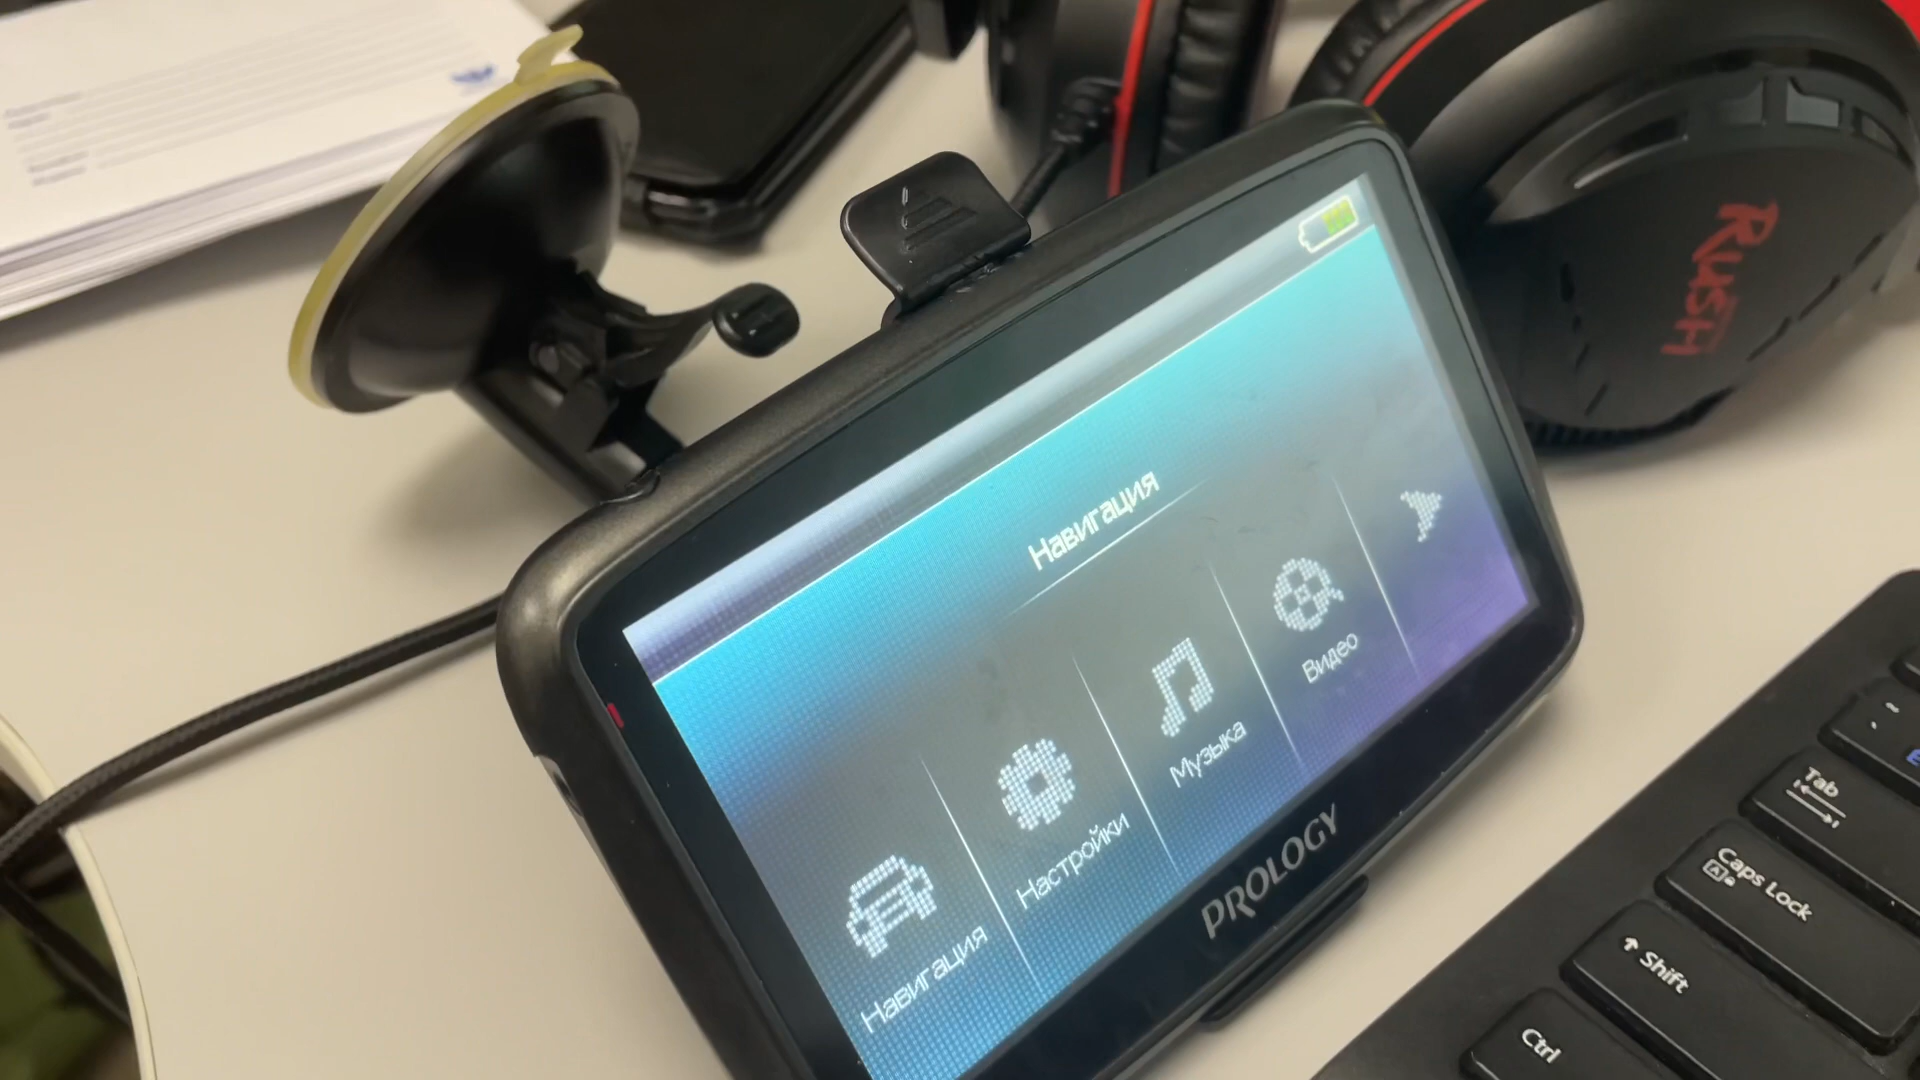 RUSH
Навигация
Навигация
Настройки
Музыка
Видео
PROLOGY
Tab
Caps Lock
A
Shift
Ctrl